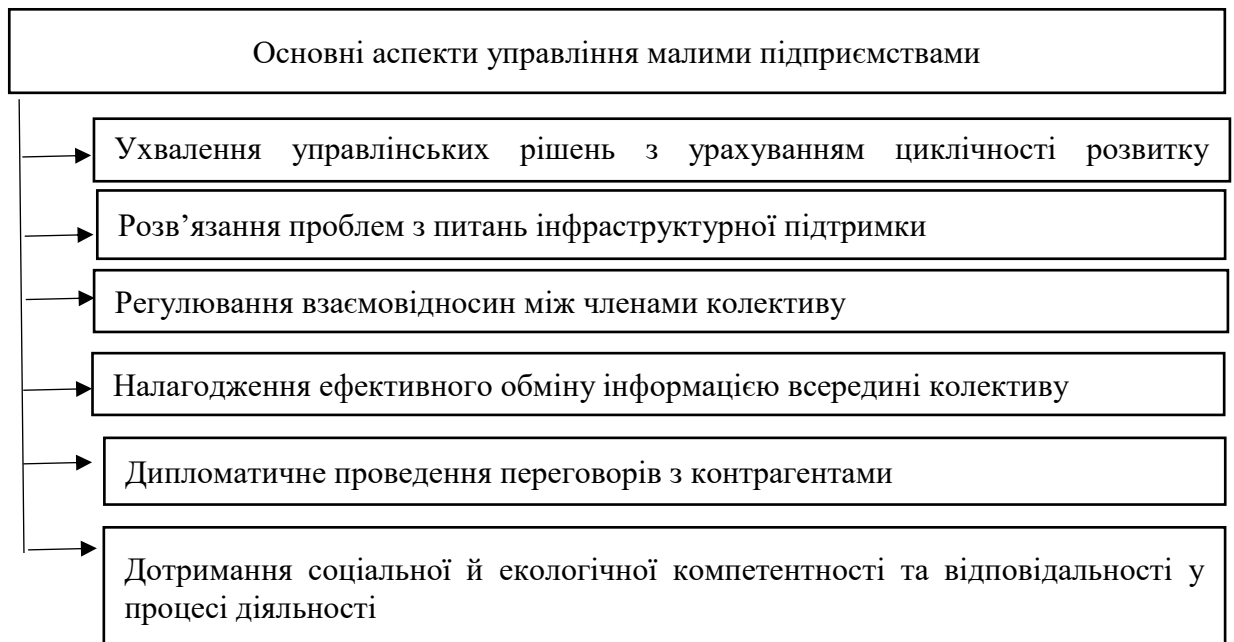 Основні аспекти управління малими підприємствами
Ухвалення управлінських рішень з урахуванням циклічності розвитку
Розв’язання проблем з питань інфраструктурної підтримки
Регулювання взаємовідносин між членами колективу
Налагодження ефективного обміну інформацією всередині колективу
Дипломатичне проведення переговорів з контрагентами
Дотримання соціальної й екологічної компетентності та відповідальності у
процесі діяльності